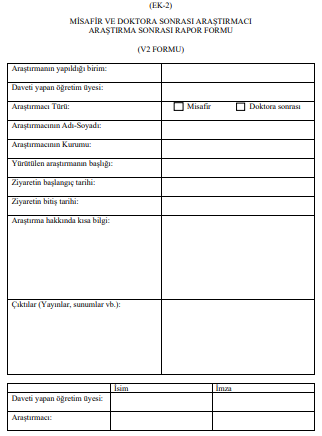 (EK-2)
MİSAFİR VE DOKTORA SONRASI ARAŞTIRMACI
ARAŞTIRMA SONRASI RAPOR FORMU
(V2 FORMU)
Araştırmanın yapıldığı birim:
Daveti yapan öğretim üyesi:
Araştırmacı Türü: Misafir Doktora sonrası
Araştırmacının Adı-Soyadı:
Araştırmacının Kurumu:
Yürütülen araştırmanın başlığı:
Ziyaretin başlangıç tarihi:
Ziyaretin bitiş tarihi:
Araştırma hakkında kısa bilgi:
Çıktılar (Yayınlar, sunumlar vb.):
İsim İmza
Daveti yapan öğretim üyesi:
Araştırmacı: